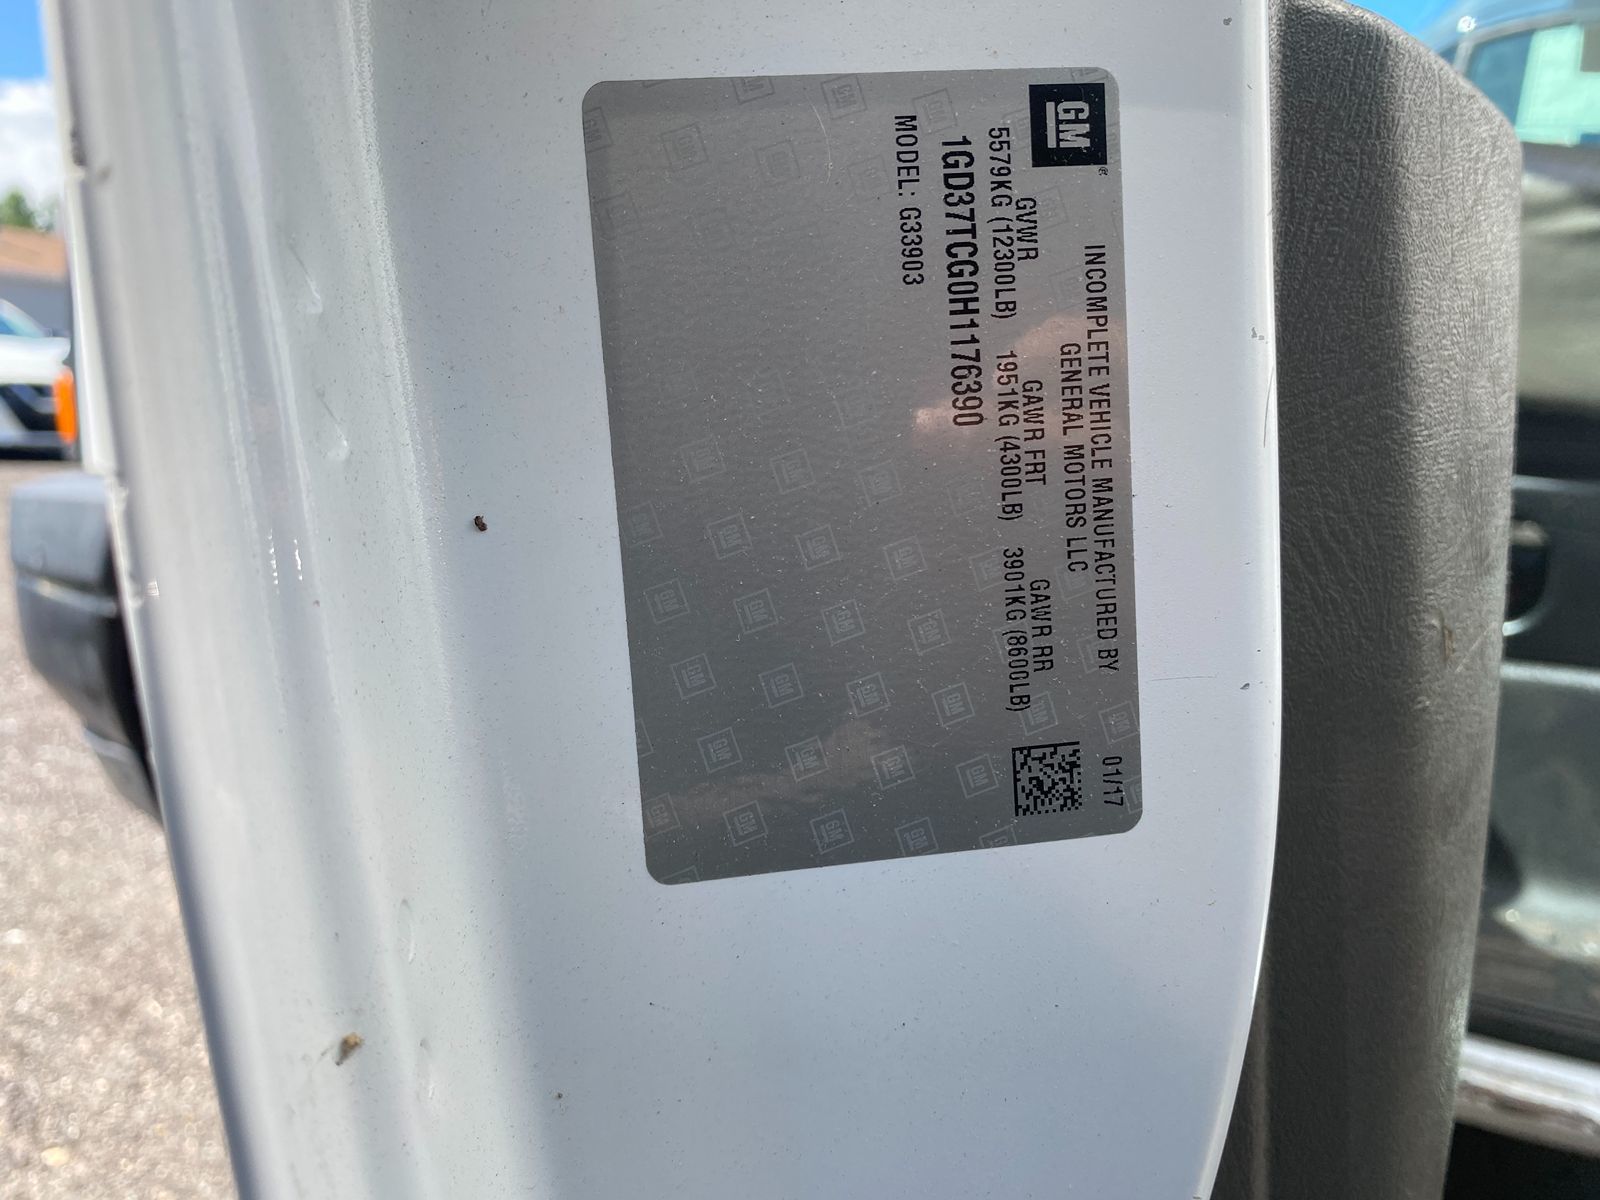 GM
INCOMPLETE VEHICLE MANUFACTURED BY 01/17
GENERAL MOTORS LLC
GVWR GAWR FRT GAWR RR
5579KG (12300LB) 1951KG (4300LB) 3901KG (8600LB)
1GD37TCG0H1176390
MODEL: G33903